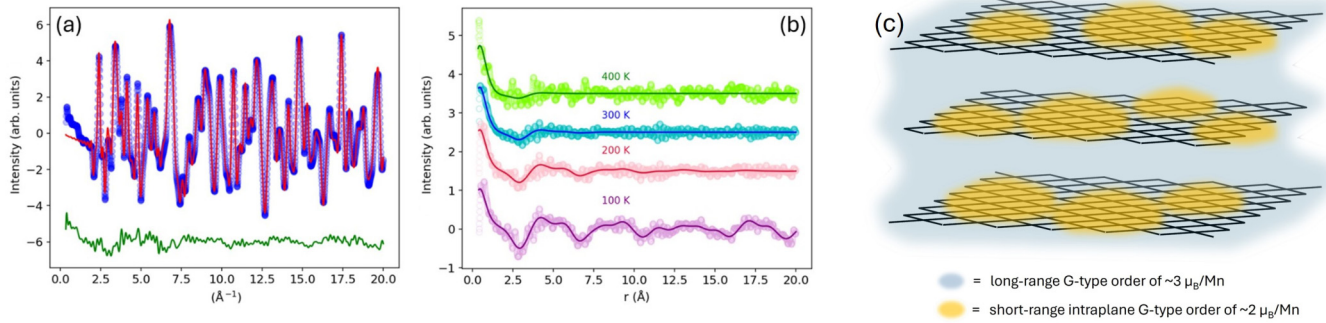 (a)
Intensity (arb. units)
6
4
2
0
−2
−4
−6
0.0 2.5 5.0 7.5 10.0 12.5 15.0 17.5 20.0
(Å⁻¹)
(b)
Intensity (arb. units)
5
4
3
2
1
0
−1
400 K
300 K
200 K
100 K
0.0 2.5 5.0 7.5 10.0 12.5 15.0 17.5 20.0
r (Å)
(c)
= long-range G-type order of ~3 μB/Mn
= short-range intraplane G-type order of ~2 μB/Mn